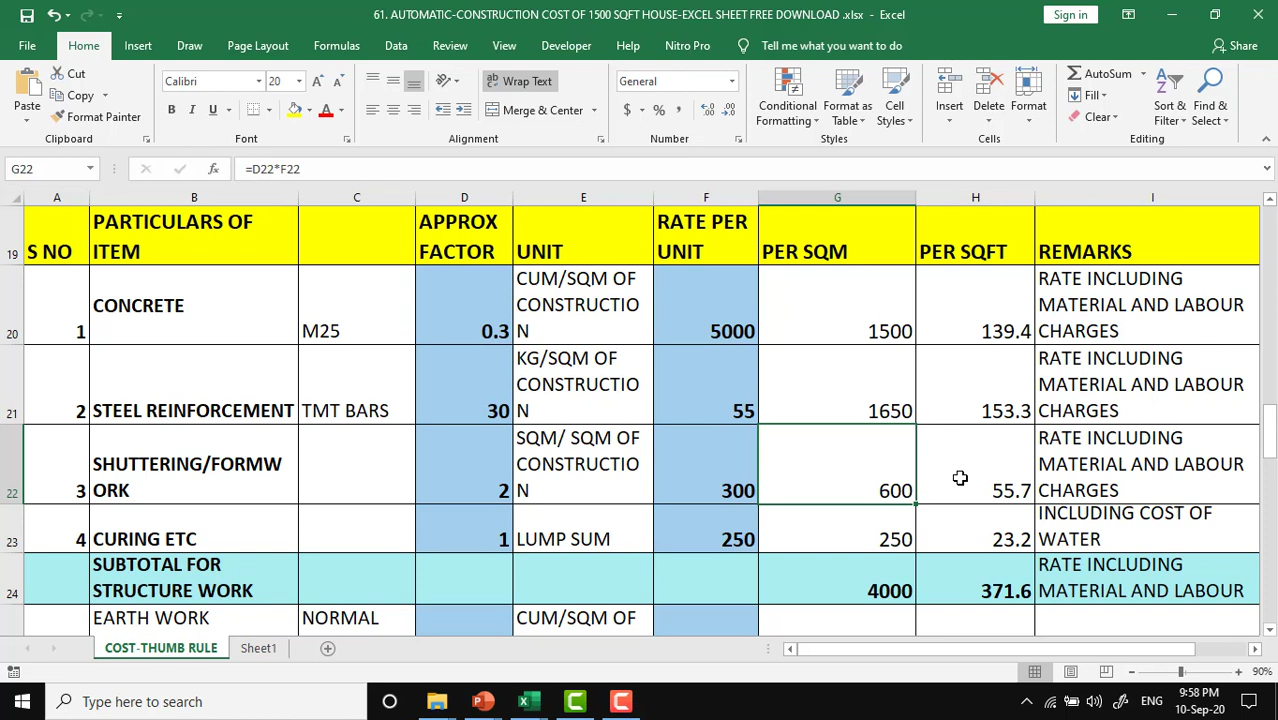 61. AUTOMATIC-CONSTRUCTION COST OF 1500 SQFT HOUSE-EXCEL SHEET FREE DOWNLOAD .xlsx - Excel
Sign in
File Home Insert Draw Page Layout Formulas Data Review View Developer Help Nitro Pro Tell me what you want to do Share
Paste
Cut
Copy
Format Painter
Clipboard
Calibri 20
B I U
Font
Wrap Text
Merge & Center
Alignment
General
$ % ,
Number
Conditional Formatting
Format as Table
Cell Styles
Styles
Insert
Delete
Format
Cells
AutoSum
Fill
Clear
Sort & Filter
Find & Select
Editing
G22 fx =D22*F22
A B C D E F G H I
19 S NO
PARTICULARS OF
ITEM
APPROX
FACTOR
UNIT
RATE PER
UNIT
PER SQM
PER SQFT
REMARKS
20 1
CONCRETE
M25
0.3
CUM/SQM OF
CONSTRUCTIO
N
5000
1500
139.4
RATE INCLUDING
MATERIAL AND LABOUR
CHARGES
21 2
STEEL REINFORCEMENT
TMT BARS
30
KG/SQM OF
CONSTRUCTIO
N
55
1650
153.3
RATE INCLUDING
MATERIAL AND LABOUR
CHARGES
22 3
SHUTTERING/FORMW
ORK
2
SQM/ SQM OF
CONSTRUCTIO
N
300
600
55.7
RATE INCLUDING
MATERIAL AND LABOUR
CHARGES
23 4
CURING ETC
1
LUMP SUM
250
250
23.2
INCLUDING COST OF
WATER
24
SUBTOTAL FOR
STRUCTURE WORK
4000
371.6
RATE INCLUDING
MATERIAL AND LABOUR
EARTH WORK
NORMAL
CUM/SQM OF
COST-THUMB RULE Sheet1
90%
Type here to search
ENG
9:58 PM
10-Sep-20